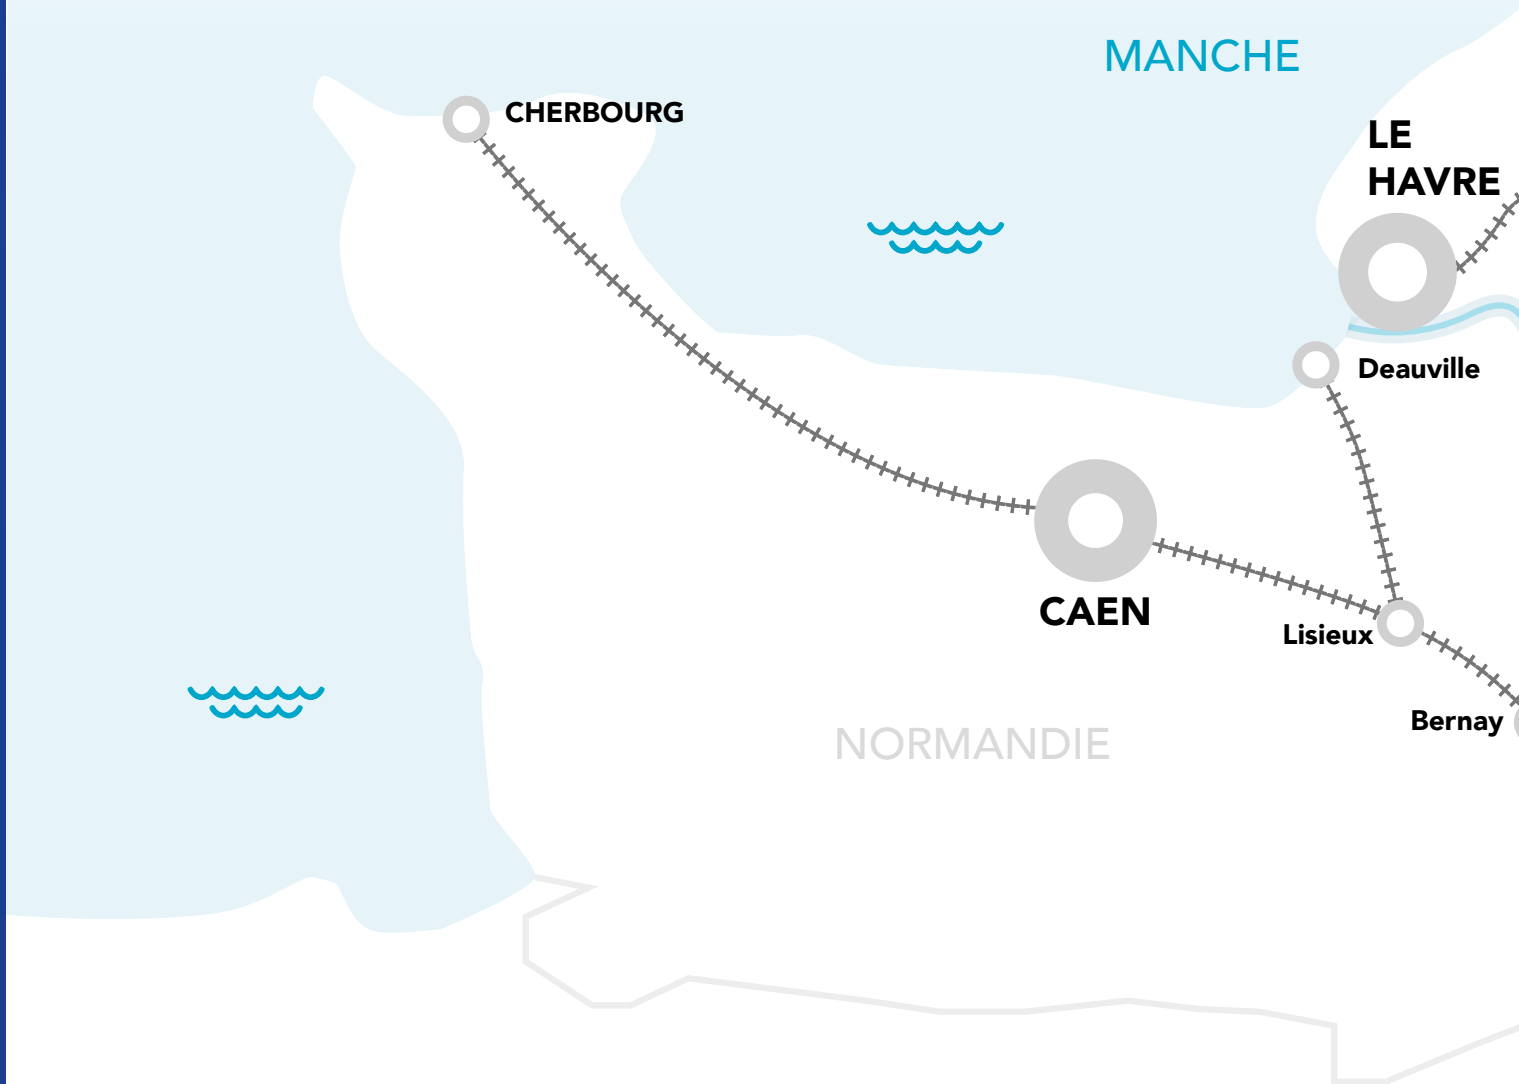 MANCHE
CHERBOURG
LE
HAVRE
Deauville
CAEN
Lisieux
Bernay
NORMANDIE